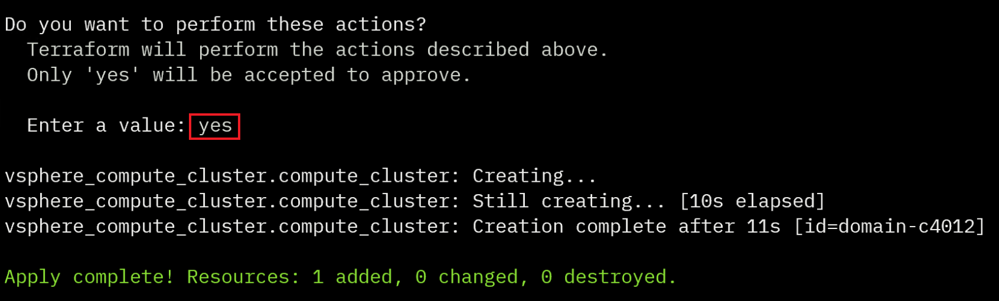 Do you want to perform these actions?
Terraform will perform the actions described above.
Only 'yes' will be accepted to approve.
Enter a value: yes
vsphere_compute_cluster.compute_cluster: Creating...
vsphere_compute_cluster.compute_cluster: Still creating... [10s elapsed]
vsphere_compute_cluster.compute_cluster: Creation complete after 11s [id=domain-c4012]
Apply complete! Resources: 1 added, 0 changed, 0 destroyed.